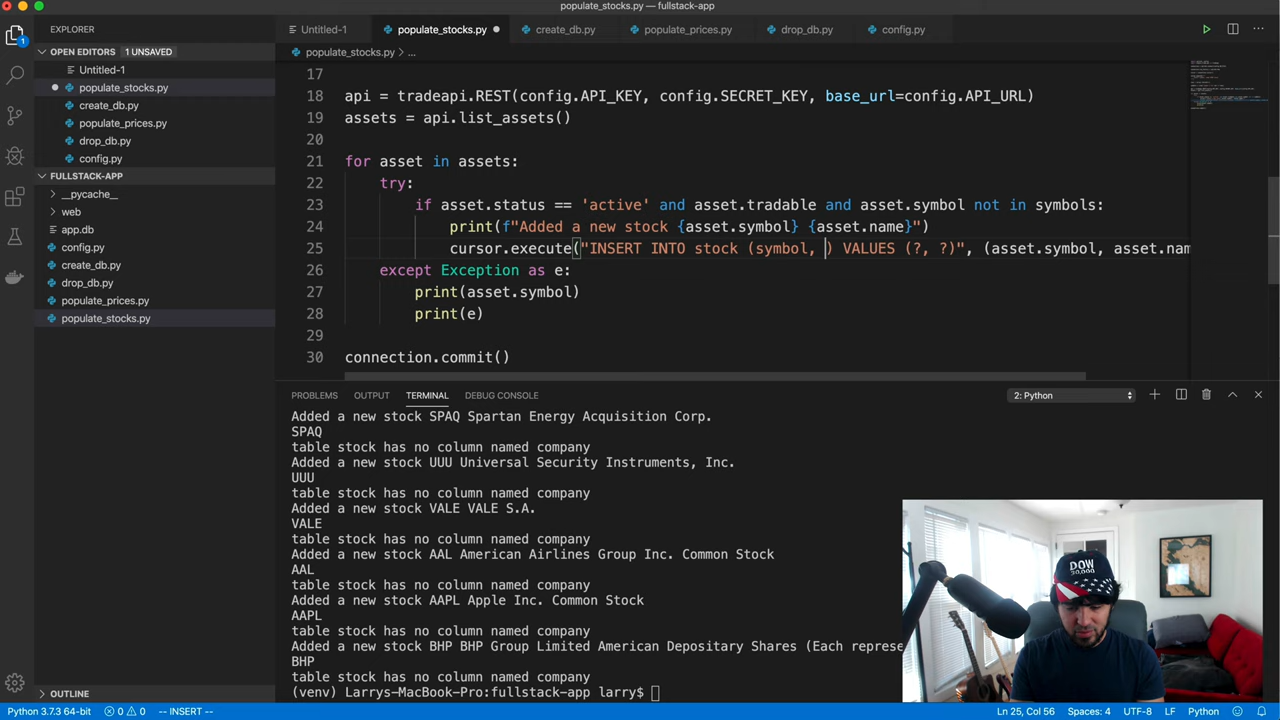 populate_stocks.py — fullstack-app
EXPLORER
Untitled-1
populate_stocks.py
create_db.py
populate_prices.py
drop_db.py
config.py
OPEN EDITORS 1 UNSAVED
populate_stocks.py > ...
Untitled-1
populate_stocks.py
create_db.py
populate_prices.py
drop_db.py
config.py
FULLSTACK-APP
__pycache__
web
app.db
config.py
create_db.py
drop_db.py
populate_prices.py
populate_stocks.py
OUTLINE
17
18 api = tradeapi.REST(config.API_KEY, config.SECRET_KEY, base_url=config.API_URL)
19 assets = api.list_assets()
20
21 for asset in assets:
22 try:
23 if asset.status == 'active' and asset.tradable and asset.symbol not in symbols:
24 print(f"Added a new stock {asset.symbol} {asset.name}")
25 cursor.execute("INSERT INTO stock (symbol, ) VALUES (?, ?)", (asset.symbol, asset.nam
26 except Exception as e:
27 print(asset.symbol)
28 print(e)
29
30 connection.commit()
PROBLEMS OUTPUT TERMINAL DEBUG CONSOLE 2: Python
Added a new stock SPAQ Spartan Energy Acquisition Corp.
SPAQ
table stock has no column named company
Added a new stock UUU Universal Security Instruments, Inc.
UUU
table stock has no column named company
Added a new stock VALE VALE S.A.
VALE
table stock has no column named company
Added a new stock AAL American Airlines Group Inc. Common Stock
AAL
table stock has no column named company
Added a new stock AAPL Apple Inc. Common Stock
AAPL
table stock has no column named company
Added a new stock BHP BHP Group Limited American Depositary Shares (Each represe
BHP
table stock has no column named company
(venv) Larrys-MacBook-Pro:fullstack-app larry$
DOW
20,000
1
Python 3.7.3 64-bit 0 0 -- INSERT -- Ln 25, Col 56 Spaces: 4 UTF-8 LF Python